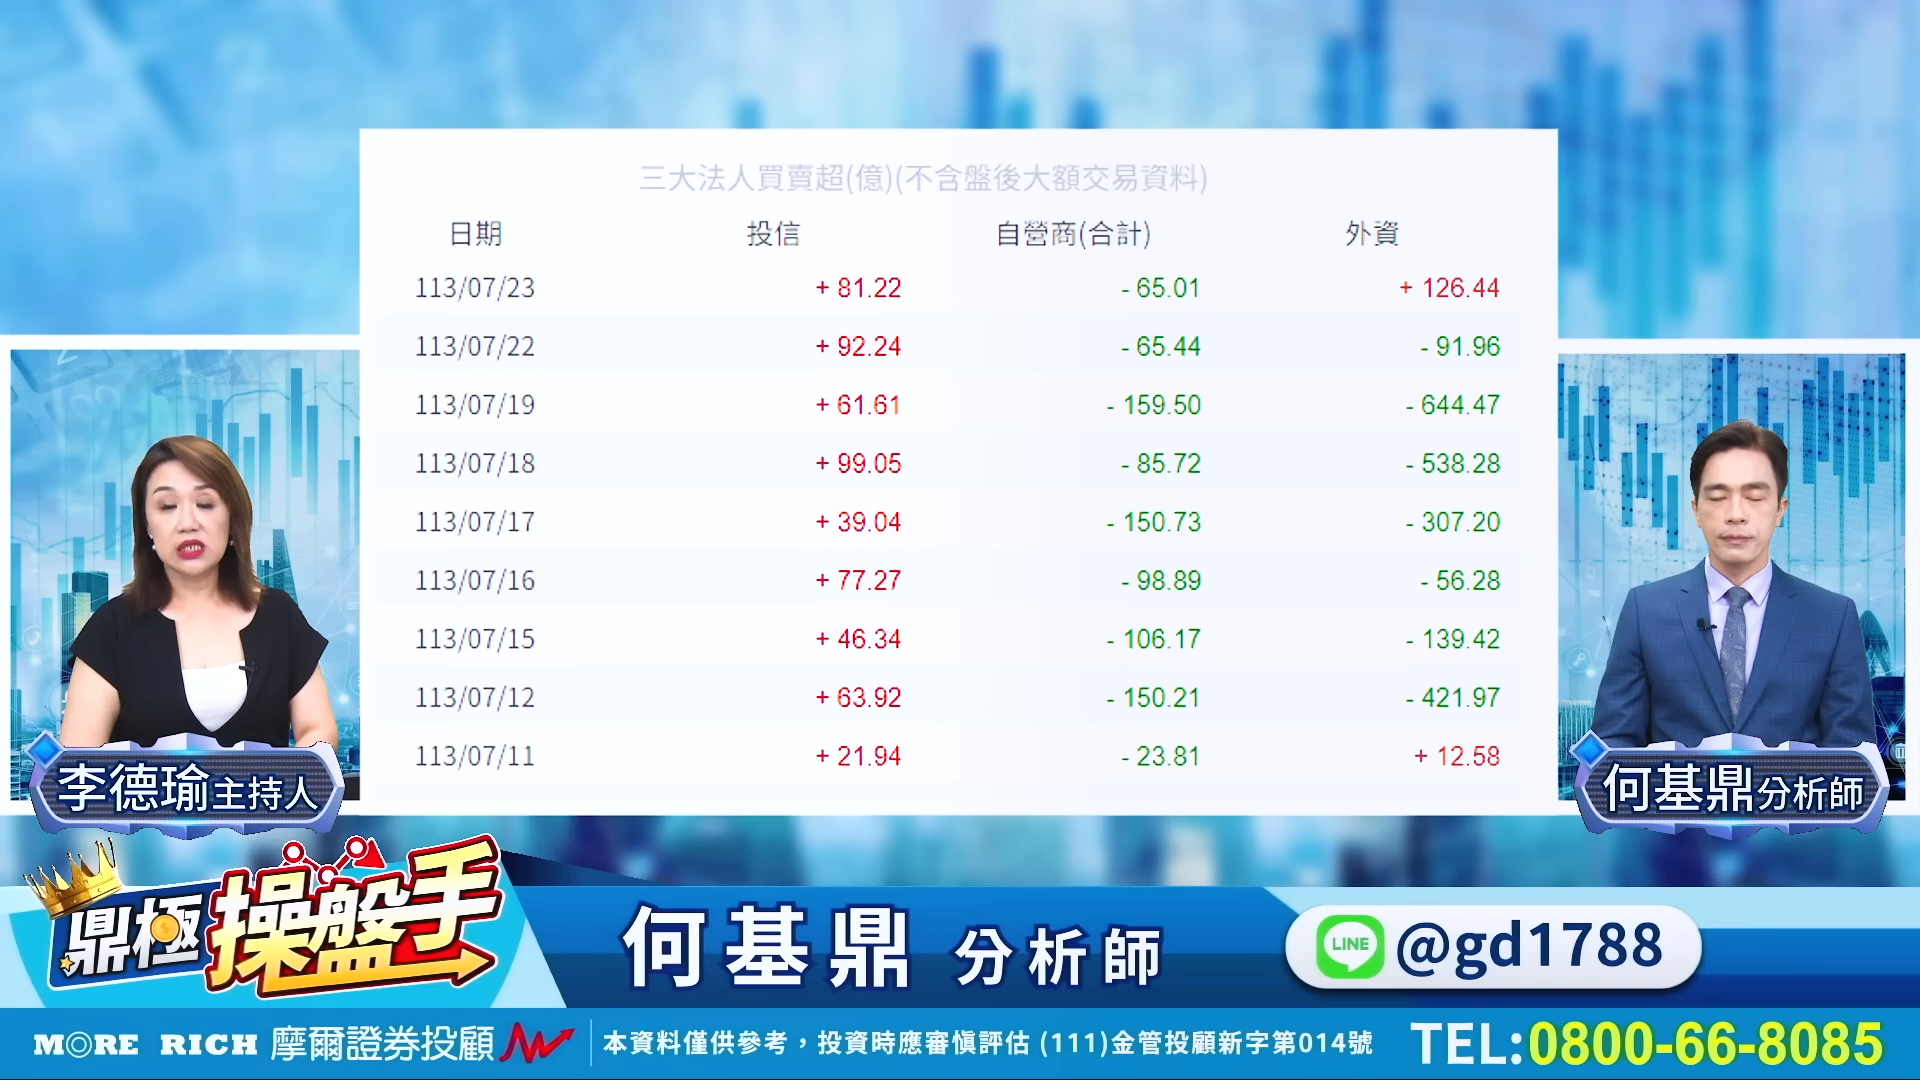 三大法人買賣超(億)(不含盤後大額交易資料)
日期 投信 自營商(合計) 外資
113/07/23 + 81.22 - 65.01 + 126.44
113/07/22 + 92.24 - 65.44 - 91.96
113/07/19 + 61.61 - 159.50 - 644.47
113/07/18 + 99.05 - 85.72 - 538.28
113/07/17 + 39.04 - 150.73 - 307.20
113/07/16 + 77.27 - 98.89 - 56.28
113/07/15 + 46.34 - 106.17 - 139.42
113/07/12 + 63.92 - 150.21 - 421.97
113/07/11 + 21.94 - 23.81 + 12.58
李德瑜主持人
何基鼎分析師
鼎極操盤手
何基鼎 分析師
LINE @gd1788
MORE RICH 摩爾證券投顧
本資料僅供參考，投資時應審慎評估 (111)金管投顧新字第014號
TEL:0800-66-8085